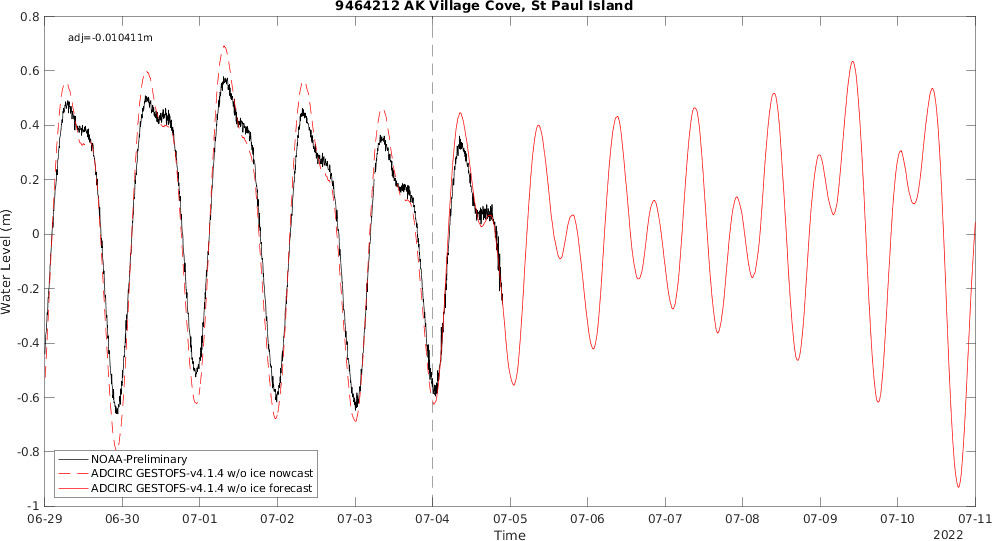 9464212 AK Village Cove, St Paul Island
adj=-0.010411m
0.8
0.6
0.4
0.2
0
-0.2
-0.4
-0.6
-0.8
-1
Water Level (m)
NOAA-Preliminary
ADCIRC GESTOFS-v4.1.4 w/o ice nowcast
ADCIRC GESTOFS-v4.1.4 w/o ice forecast
06-29 06-30 07-01 07-02 07-03 07-04 07-05 07-06 07-07 07-08 07-09 07-10 07-11
Time
2022